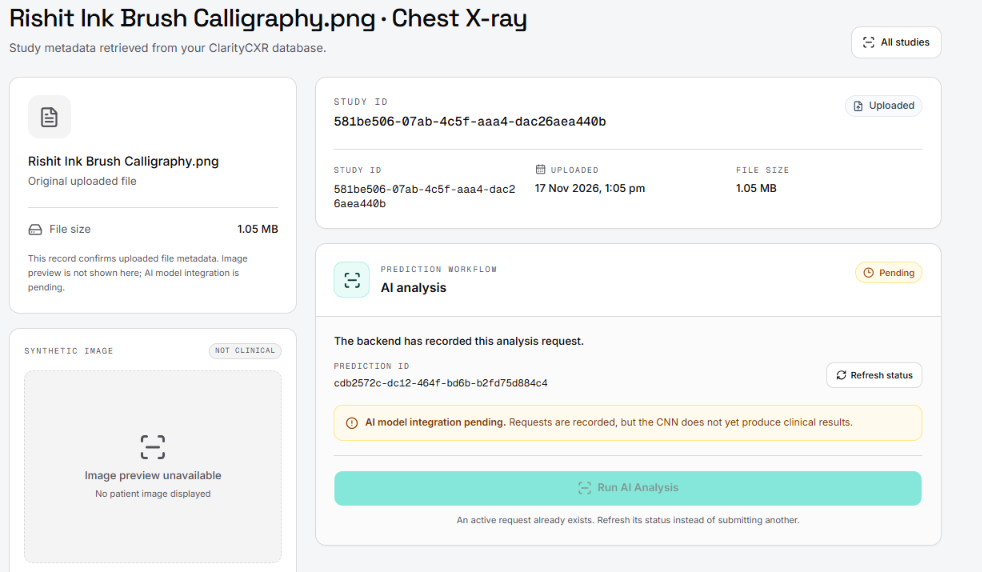 Rishit Ink Brush Calligraphy.png · Chest X-ray
Study metadata retrieved from your ClarityCXR database.
All studies
Rishit Ink Brush Calligraphy.png
Original uploaded file
File size
1.05 MB
This record confirms uploaded file metadata. Image
preview is not shown here; AI model integration is
pending.
SYNTHETIC IMAGE
NOT CLINICAL
Image preview unavailable
No patient image displayed
STUDY ID
581be506-07ab-4c5f-aaa4-dac26aea440b
Uploaded
STUDY ID
581be506-07ab-4c5f-aaa4-dac2
6aea440b
UPLOADED
17 Nov 2026, 1:05 pm
FILE SIZE
1.05 MB
PREDICTION WORKFLOW
AI analysis
Pending
The backend has recorded this analysis request.
PREDICTION ID
cdb2572c-dc12-464f-bd6b-b2fd75d884c4
Refresh status
AI model integration pending. Requests are recorded, but the CNN does not yet produce clinical results.
Run AI Analysis
An active request already exists. Refresh its status instead of submitting another.